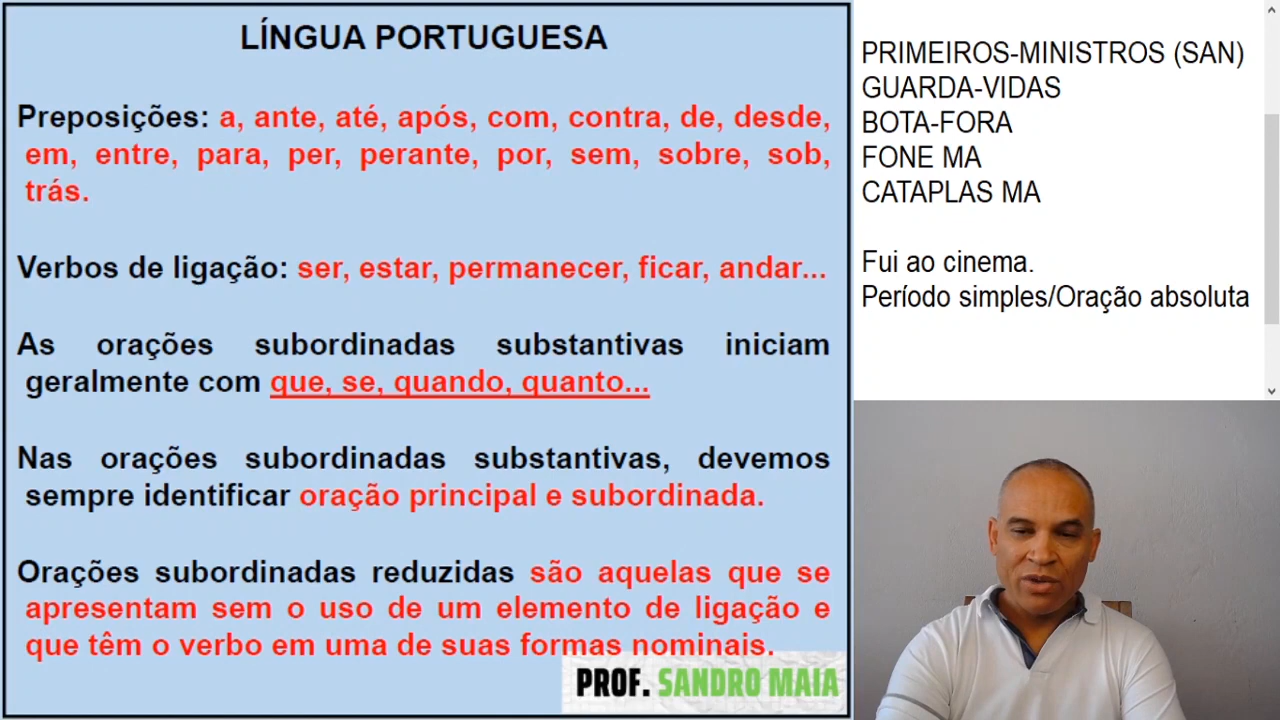 LÍNGUA PORTUGUESA
Preposições: a, ante, até, após, com, contra, de, desde,
em, entre, para, per, perante, por, sem, sobre, sob,
trás.
Verbos de ligação: ser, estar, permanecer, ficar, andar...
As orações subordinadas substantivas iniciam
geralmente com que, se, quando, quanto...
Nas orações subordinadas substantivas, devemos
sempre identificar oração principal e subordinada.
Orações subordinadas reduzidas são aquelas que se
apresentam sem o uso de um elemento de ligação e
que têm o verbo em uma de suas formas nominais.
PROF. SANDRO MAIA
PRIMEIROS-MINISTROS (SAN)
GUARDA-VIDAS
BOTA-FORA
FONE MA
CATAPLAS MA
Fui ao cinema.
Período simples/Oração absoluta